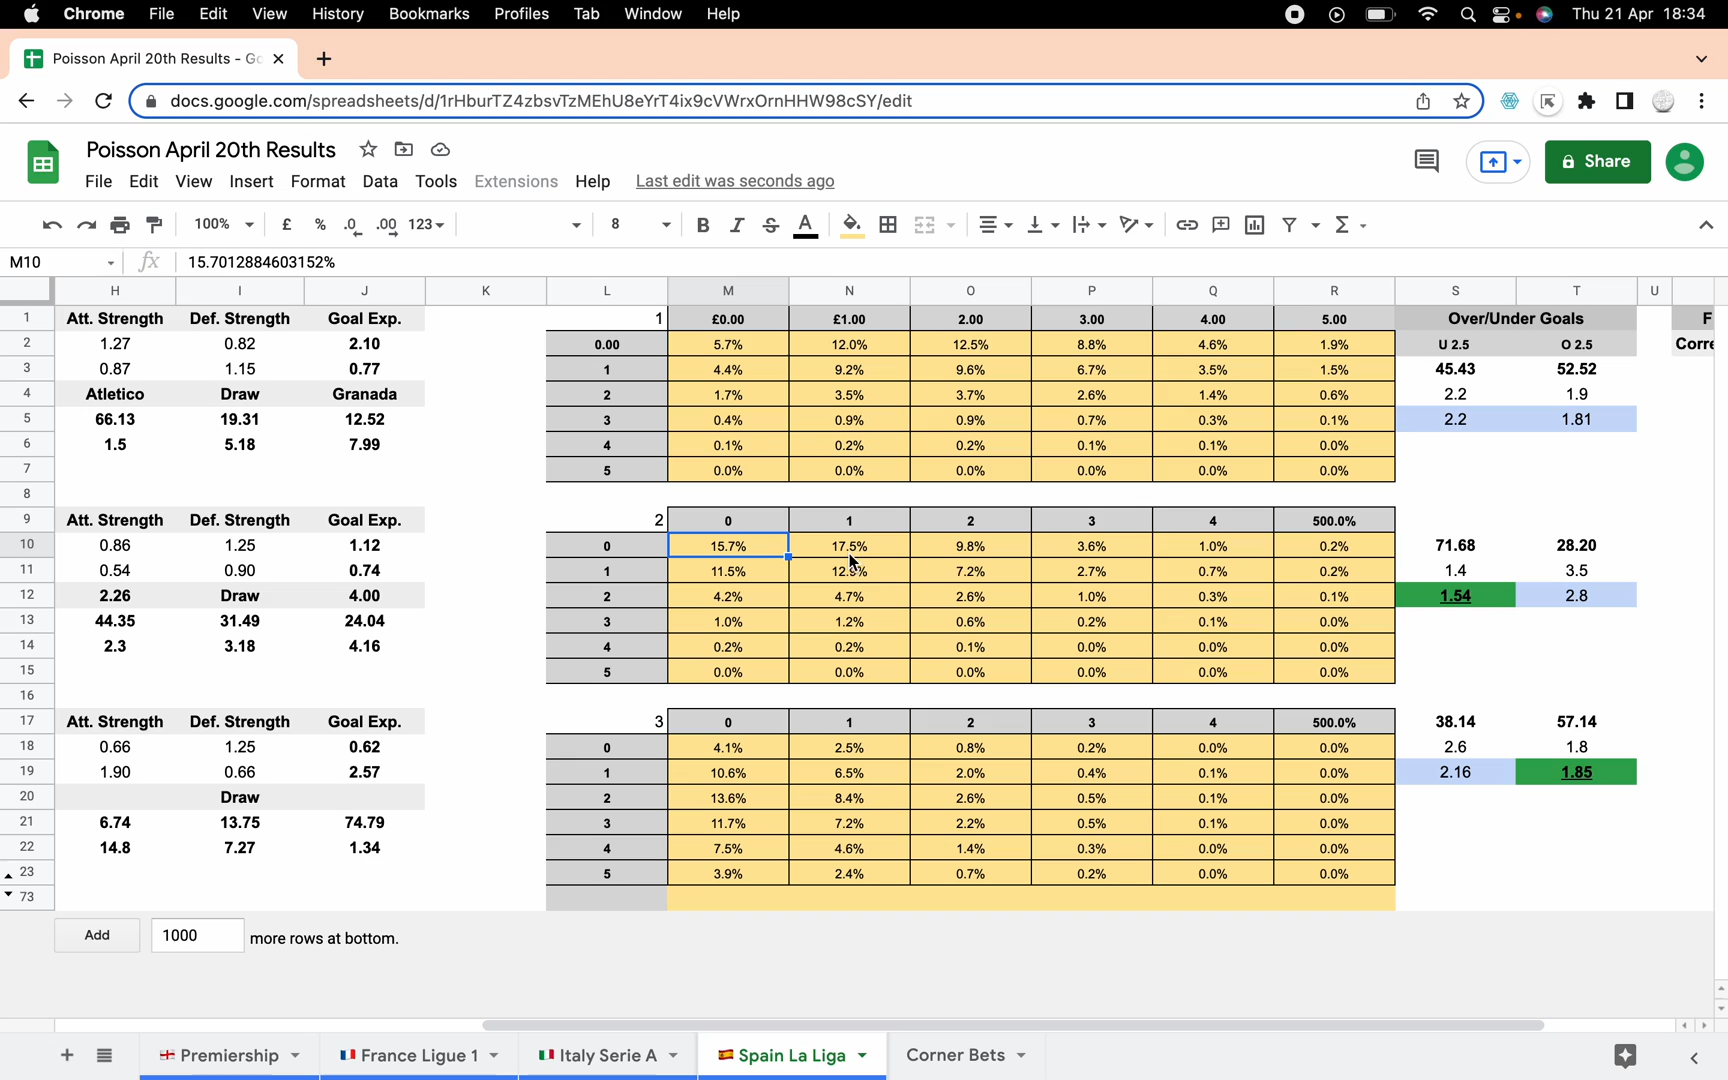 Chrome File Edit View History Bookmarks Profiles Tab Window Help Thu 21 Apr 18:34
Poisson April 20th Results - Go
docs.google.com/spreadsheets/d/1rHburTZ4zbsvTzMEhU8eYrT4ix9cVWrxOrnHHW98cSY/edit
Poisson April 20th Results
File Edit View Insert Format Data Tools Extensions Help Last edit was seconds ago Share
100% £ % .0 .00 123 8 B I S A
M10 fx 15.7012884603152%
H I J K L M N O P Q R S T U
1 Att. Strength Def. Strength Goal Exp. 1 £0.00 £1.00 2.00 3.00 4.00 5.00 Over/Under Goals F
2 1.27 0.82 2.10 0.00 5.7% 12.0% 12.5% 8.8% 4.6% 1.9% U 2.5 O 2.5 Corre
3 0.87 1.15 0.77 1 4.4% 9.2% 9.6% 6.7% 3.5% 1.5% 45.43 52.52
4 Atletico Draw Granada 2 1.7% 3.5% 3.7% 2.6% 1.4% 0.6% 2.2 1.9
5 66.13 19.31 12.52 3 0.4% 0.9% 0.9% 0.7% 0.3% 0.1% 2.2 1.81
6 1.5 5.18 7.99 4 0.1% 0.2% 0.2% 0.1% 0.1% 0.0%
7 5 0.0% 0.0% 0.0% 0.0% 0.0% 0.0%
8
9 Att. Strength Def. Strength Goal Exp. 2 0 1 2 3 4 500.0%
10 0.86 1.25 1.12 0 15.7% 17.5% 9.8% 3.6% 1.0% 0.2% 71.68 28.20
11 0.54 0.90 0.74 1 11.5% 7.2% 2.7% 0.7% 0.2% 1.4 3.5
12 2.26 Draw 4.00 2 4.2% 4.7% 2.6% 1.0% 0.3% 0.1% 1.54 2.8
13 44.35 31.49 24.04 3 1.0% 1.2% 0.6% 0.2% 0.1% 0.0%
14 2.3 3.18 4.16 4 0.2% 0.2% 0.1% 0.0% 0.0% 0.0%
15 5 0.0% 0.0% 0.0% 0.0% 0.0% 0.0%
16
17 Att. Strength Def. Strength Goal Exp. 3 0 1 2 3 4 500.0% 38.14 57.14
18 0.66 1.25 0.62 0 4.1% 2.5% 0.8% 0.2% 0.0% 0.0% 2.6 1.8
19 1.90 0.66 2.57 1 10.6% 6.5% 2.0% 0.4% 0.1% 0.0% 2.16 1.85
20 Draw 2 13.6% 8.4% 2.6% 0.5% 0.1% 0.0%
21 6.74 13.75 74.79 3 11.7% 7.2% 2.2% 0.5% 0.1% 0.0%
22 14.8 7.27 1.34 4 7.5% 4.6% 1.4% 0.3% 0.0% 0.0%
23 5 3.9% 2.4% 0.7% 0.2% 0.0% 0.0%
73
Add 1000 more rows at bottom.
Premiership France Ligue 1 Italy Serie A Spain La Liga Corner Bets